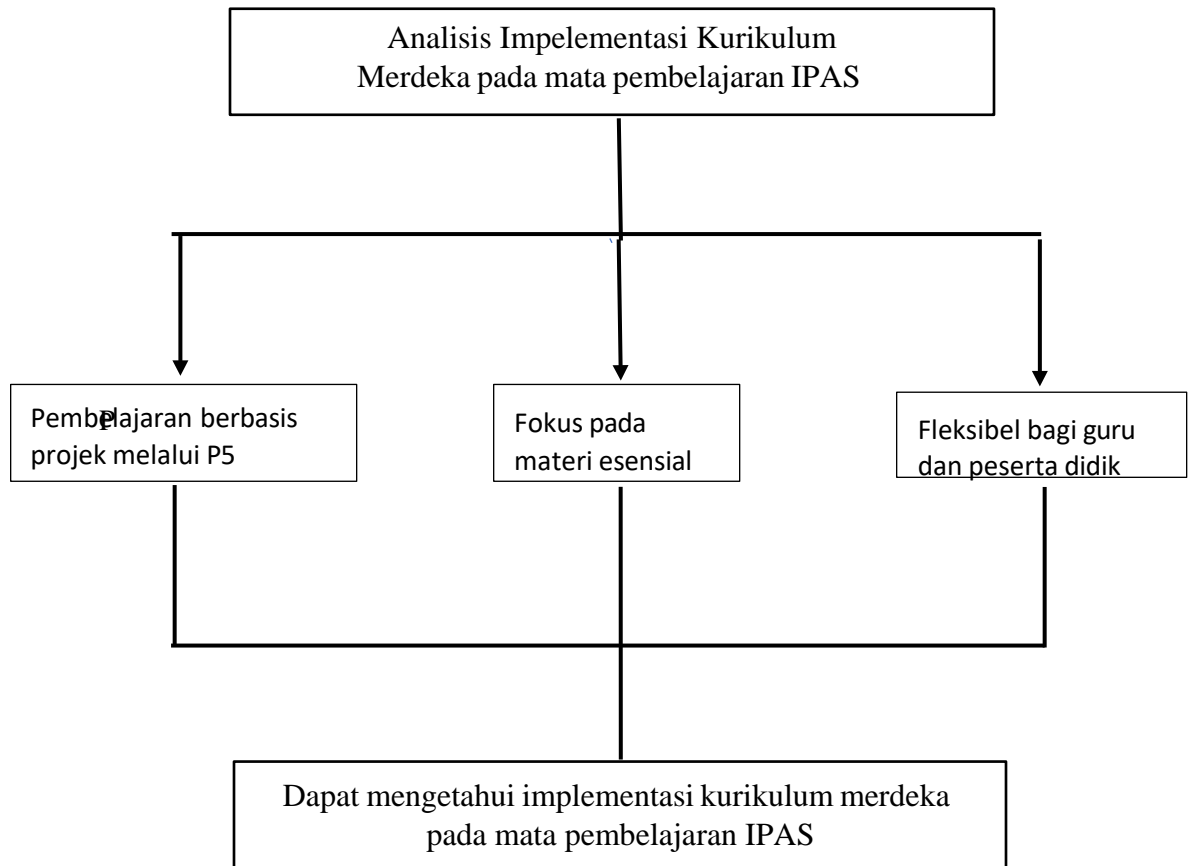 Analisis Impelementasi Kurikulum
Merdeka pada mata pembelajaran IPAS
Pembelajaran berbasis
P
projek melalui P5
Fokus pada
materi esensial
Fleksibel bagi guru
dan peserta didik
Dapat mengetahui implementasi kurikulum merdeka
pada mata pembelajaran IPAS